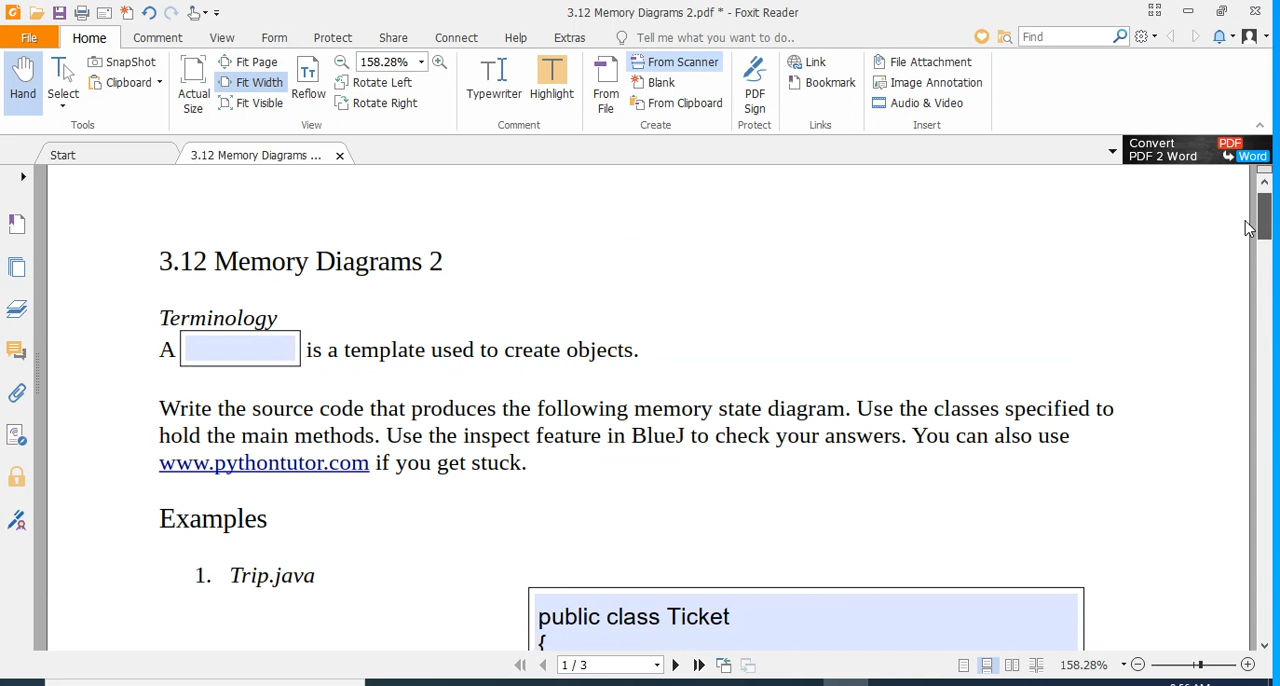 3.12 Memory Diagrams 2.pdf * - Foxit Reader
File Home Comment View Form Protect Share Connect Help Extras Tell me what you want to do.. Find
Hand
Select
SnapShot
Clipboard
Tools
Actual Size
Fit Page
Fit Width
Fit Visible
Reflow
158.28%
Rotate Left
Rotate Right
View
Typewriter
Highlight
Comment
From File
From Scanner
Blank
From Clipboard
Create
PDF Sign
Protect
Link
Bookmark
Links
File Attachment
Image Annotation
Audio & Video
Insert
Start
3.12 Memory Diagrams ...
Convert PDF
PDF 2 Word Word
3.12 Memory Diagrams 2
Terminology
A is a template used to create objects.
Write the source code that produces the following memory state diagram. Use the classes specified to
hold the main methods. Use the inspect feature in BlueJ to check your answers. You can also use
www.pythontutor.com if you get stuck.
Examples
1. Trip.java
public class Ticket
{
1 / 3
158.28%